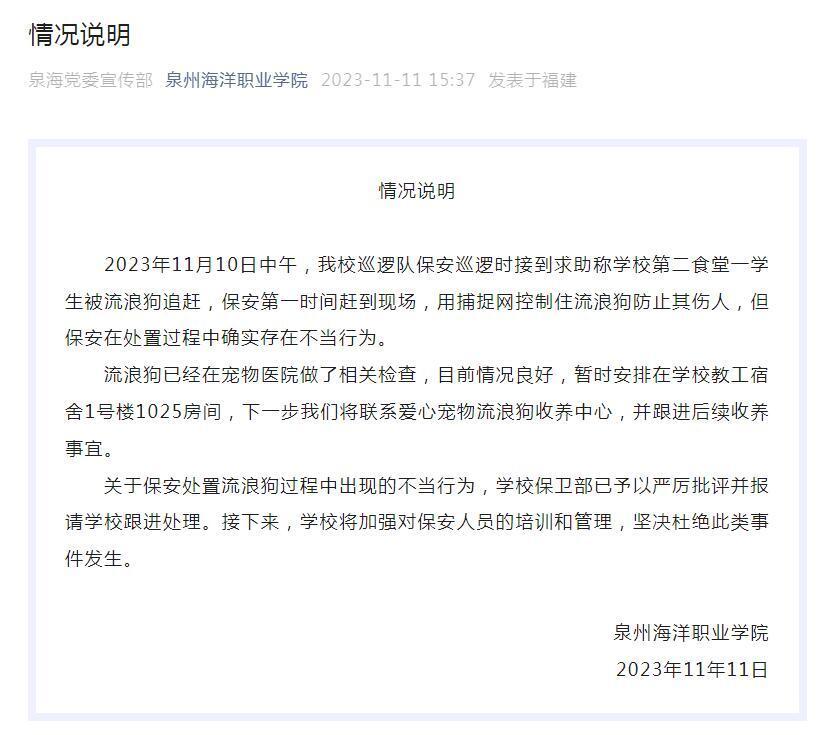 情况说明
泉海党委宣传部 泉州海洋职业学院 2023-11-11 15:37 发表于福建
情况说明
2023年11月10日中午，我校巡逻队保安巡逻时接到求助称学校第二食堂一学
生被流浪狗追赶，保安第一时间赶到现场，用捕捉网控制住流浪狗防止其伤人，但
保安在处置过程中确实存在不当行为。
流浪狗已经在宠物医院做了相关检查，目前情况良好，暂时安排在学校教工宿
舍1号楼1025房间，下一步我们将联系爱心宠物流浪狗收养中心，并跟进后续收养
事宜。
关于保安处置流浪狗过程中出现的不当行为，学校保卫部已予以严厉批评并报
请学校跟进处理。接下来，学校将加强对保安人员的培训和管理，坚决杜绝此类事
件发生。
泉州海洋职业学院
2023年11年11日